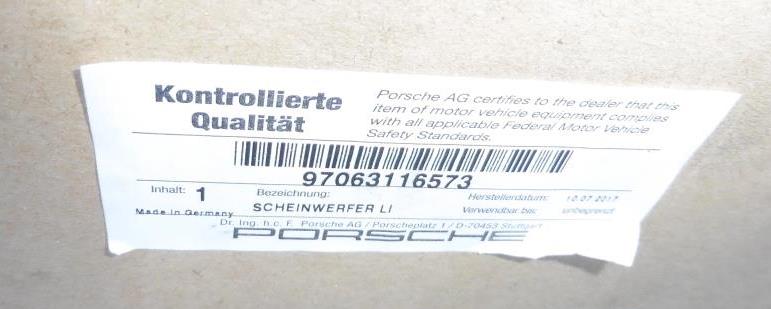 Kontrollierte
Qualität
Porsche AG certifies to the dealer that this
item of motor vehicle equipment complies
with all applicable Federal Motor Vehicle
Safety Standards.
97063116573
Inhalt: 1
Bezeichnung:
SCHEINWERFER LI
Herstellerdatum: 10.07.2017
Verwendbar bis: unbegrenzt
Made in Germany
Dr. Ing. h.c. F. Porsche AG / Porscheplatz 1 / D-70453 Stuttgart
PORSCHE